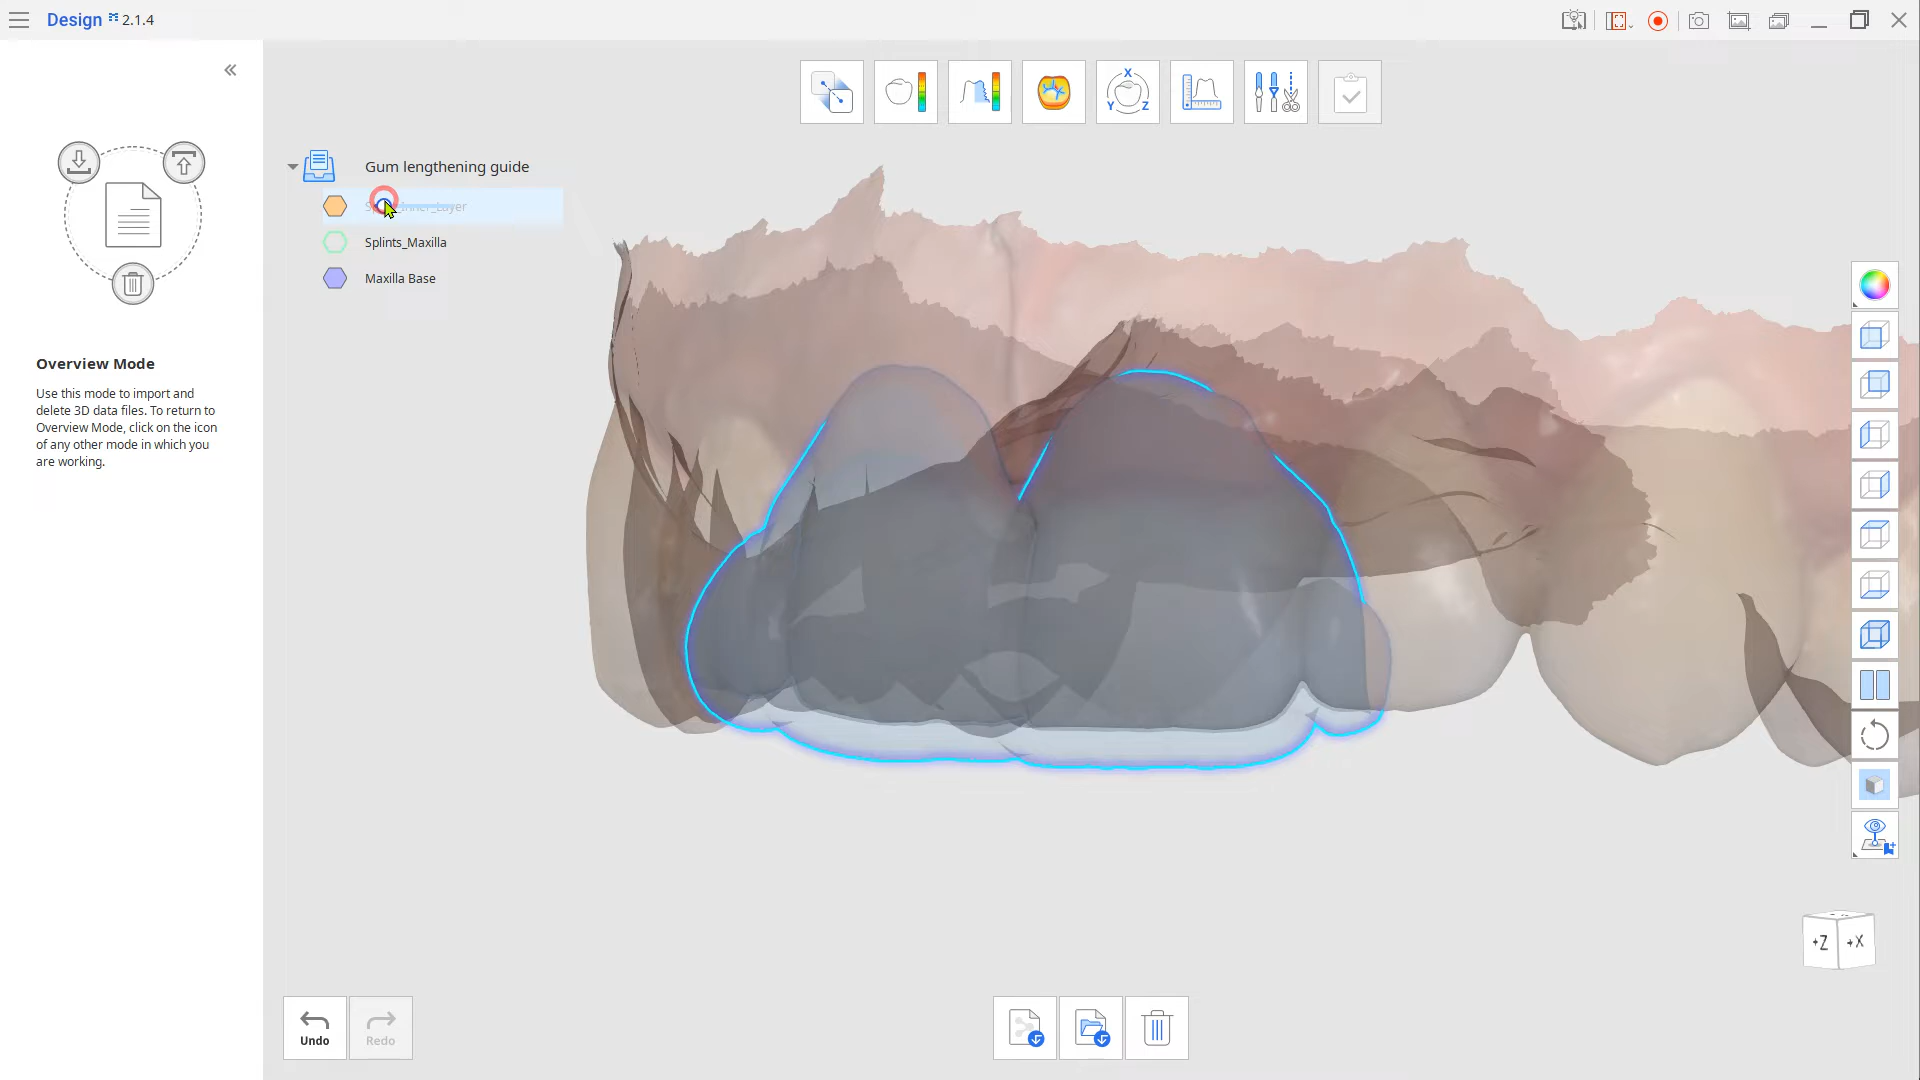 Design 2.1.4
Overview Mode
Use this mode to import and
delete 3D data files. To return to
Overview Mode, click on the icon
of any other mode in which you
are working.
Gum lengthening guide
Splints_Maxilla
Maxilla Base
X
Y Z
+Z +X
Undo
Redo